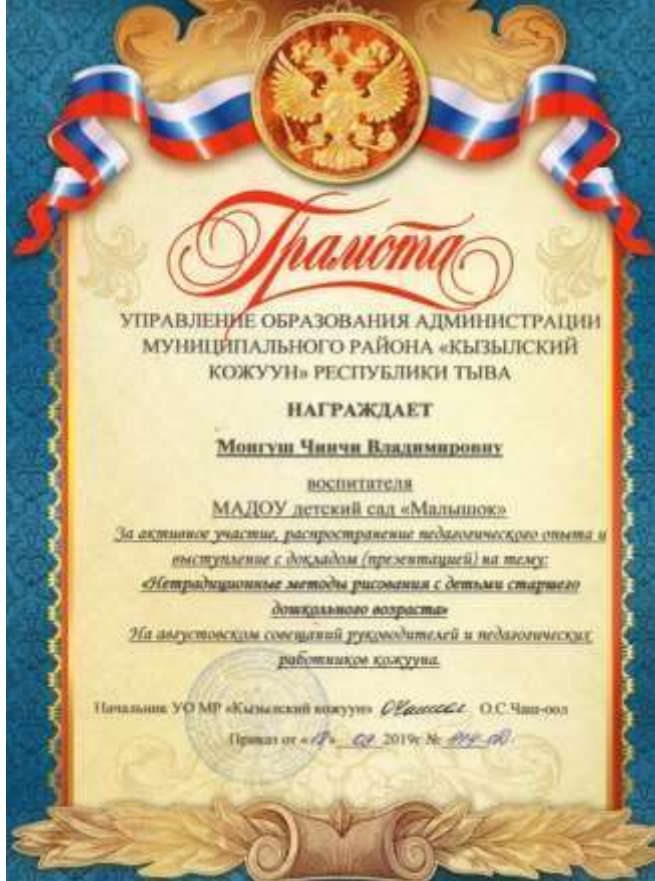 Грамота
УПРАВЛЕНИЕ ОБРАЗОВАНИЯ АДМИНИСТРАЦИИ
МУНИЦИПАЛЬНОГО РАЙОНА «КЫЗЫЛСКИЙ
КОЖУУН» РЕСПУБЛИКИ ТЫВА
НАГРАЖДАЕТ
Монгуш Чинчи Владимировну
воспитателя
МАДОУ детский сад «Малышок»
За активное участие, распространение педагогического опыта и
выступление с докладом (презентацией) на тему:
«Нетрадиционные методы рисования с детьми старшего
дошкольного возраста»
На августовском совещаний руководителей и педагогических
работников кожууна.
Начальник УО МР «Кызылский кожуун» О.С.Чаш-оол
Приказ от «18» 2019г №